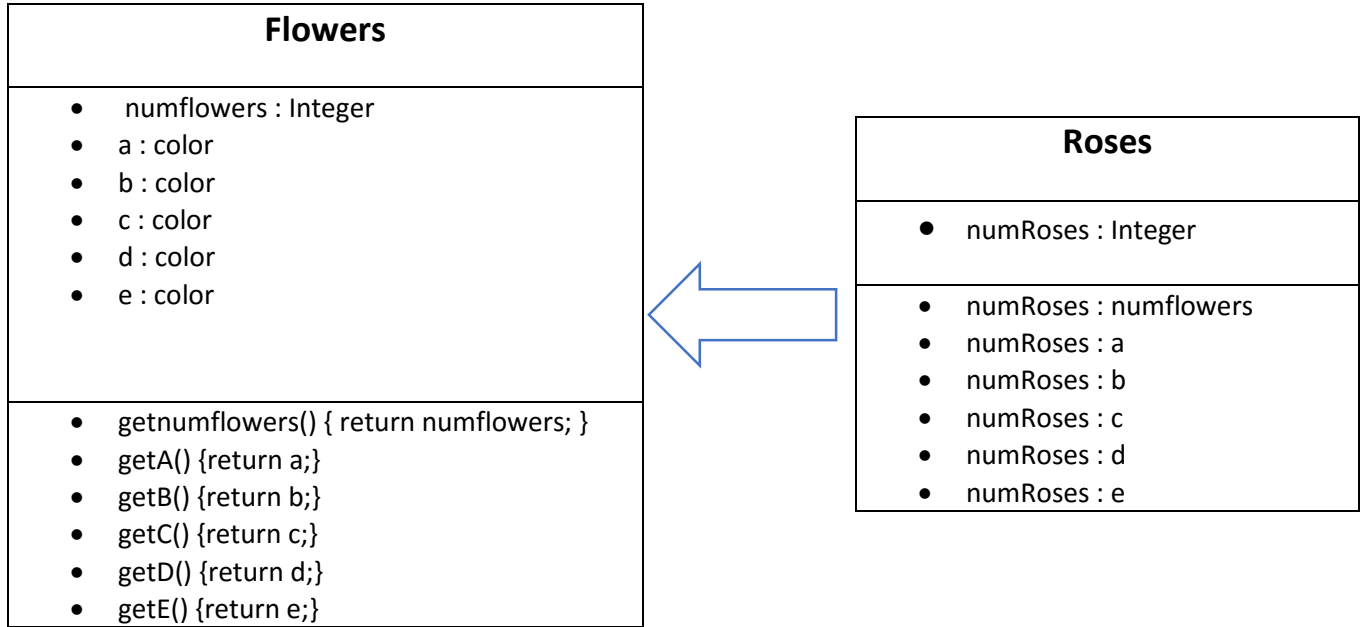 Flowers
• numflowers : Integer
• a : color
• b : color
• c : color
• d : color
• e : color
• getnumflowers() { return numflowers; }
• getA() {return a;}
• getB() {return b;}
• getC() {return c;}
• getD() {return d;}
• getE() {return e;}
Roses
• numRoses : Integer
• numRoses : numflowers
• numRoses : a
• numRoses : b
• numRoses : c
• numRoses : d
• numRoses : e